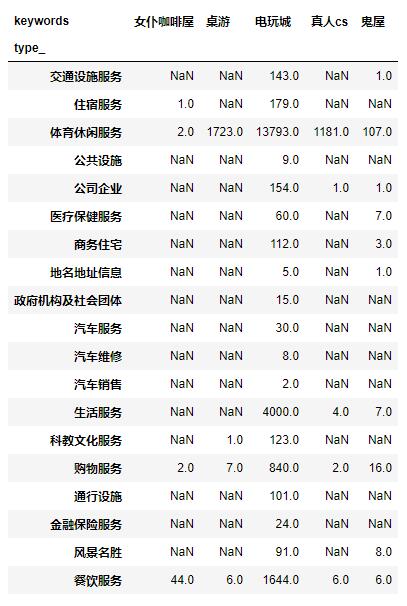 keywords 女仆咖啡屋 桌游 电玩城 真人cs 鬼屋
type_
交通设施服务 NaN NaN 143.0 NaN 1.0
住宿服务 1.0 NaN 179.0 NaN NaN
体育休闲服务 2.0 1723.0 13793.0 1181.0 107.0
公共设施 NaN NaN 9.0 NaN NaN
公司企业 NaN NaN 154.0 1.0 1.0
医疗保健服务 NaN NaN 60.0 NaN 7.0
商务住宅 NaN NaN 112.0 NaN 3.0
地名地址信息 NaN NaN 5.0 NaN 1.0
政府机构及社会团体 NaN NaN 15.0 NaN NaN
汽车服务 NaN NaN 30.0 NaN NaN
汽车维修 NaN NaN 8.0 NaN NaN
汽车销售 NaN NaN 2.0 NaN NaN
生活服务 NaN NaN 4000.0 4.0 7.0
科教文化服务 NaN 1.0 123.0 NaN NaN
购物服务 2.0 7.0 840.0 2.0 16.0
通行设施 NaN NaN 101.0 NaN NaN
金融保险服务 NaN NaN 24.0 NaN NaN
风景名胜 NaN NaN 91.0 NaN 8.0
餐饮服务 44.0 6.0 1644.0 6.0 6.0